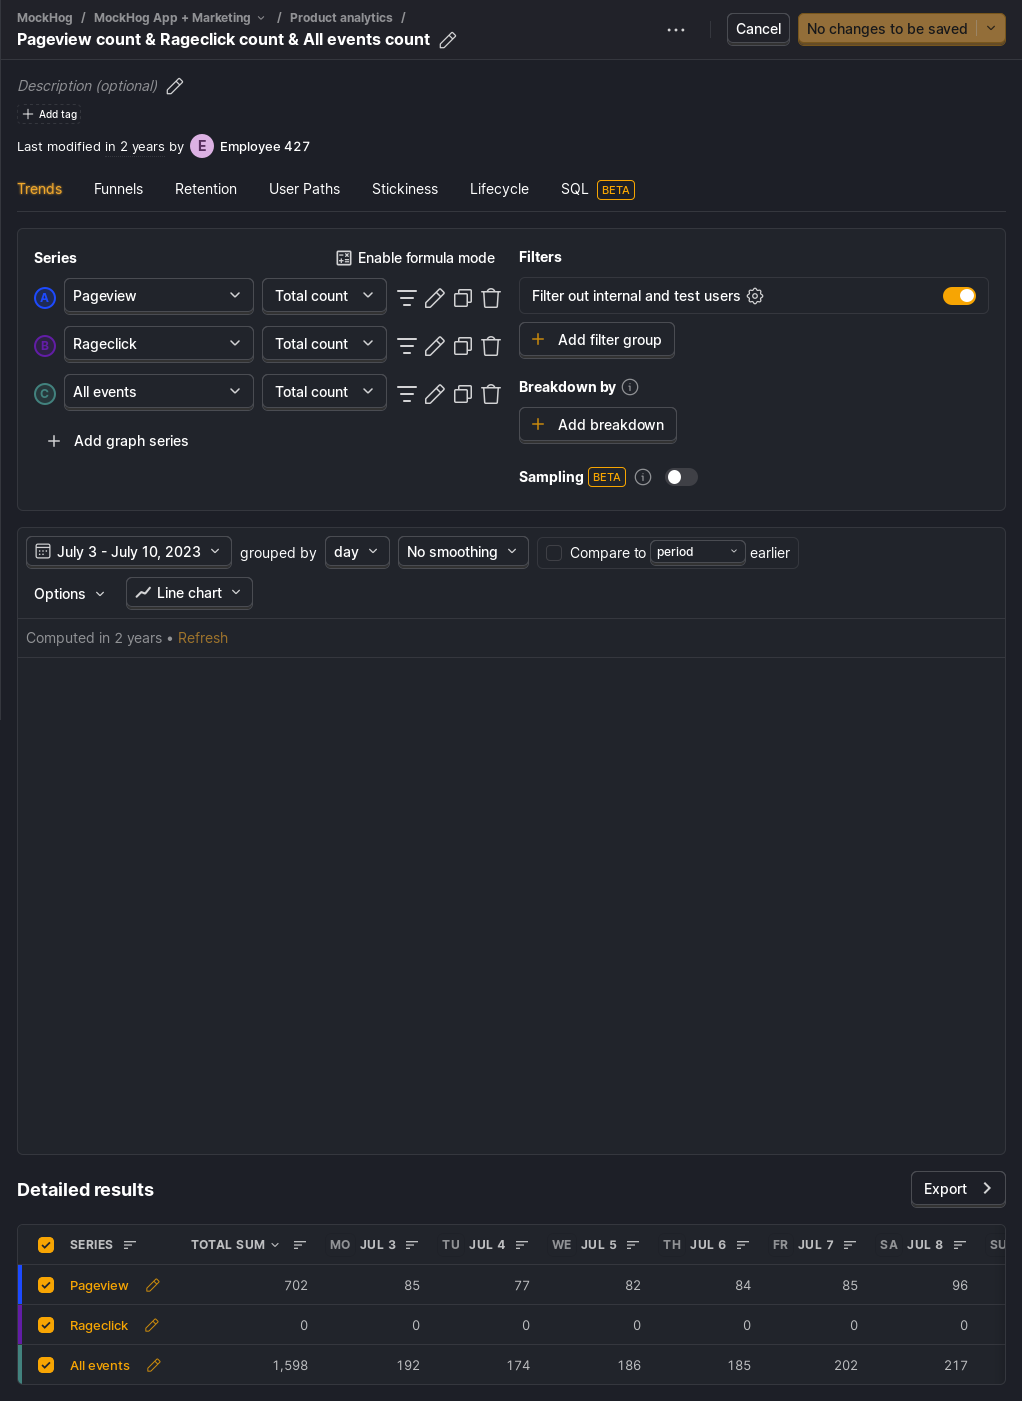 MockHog / MockHog App + Marketing / Product analytics /
Pageview count & Rageclick count & All events count
Cancel
No changes to be saved
Description (optional)
Add tag
Last modified in 2 years by E Employee 427
Trends Funnels Retention User Paths Stickiness Lifecycle SQL BETA
Series
Enable formula mode
A Pageview Total count
B Rageclick Total count
C All events Total count
Add graph series
Filters
Filter out internal and test users
Add filter group
Breakdown by
Add breakdown
Sampling BETA
July 3 - July 10, 2023 grouped by day No smoothing Compare to period earlier
Options Line chart
Computed in 2 years • Refresh
Detailed results
Export
SERIES TOTAL SUM MO JUL 3 TU JUL 4 WE JUL 5 TH JUL 6 FR JUL 7 SA JUL 8 SU
Pageview 702 85 77 82 84 85 96
Rageclick 0 0 0 0 0 0 0
All events 1,598 192 174 186 185 202 217